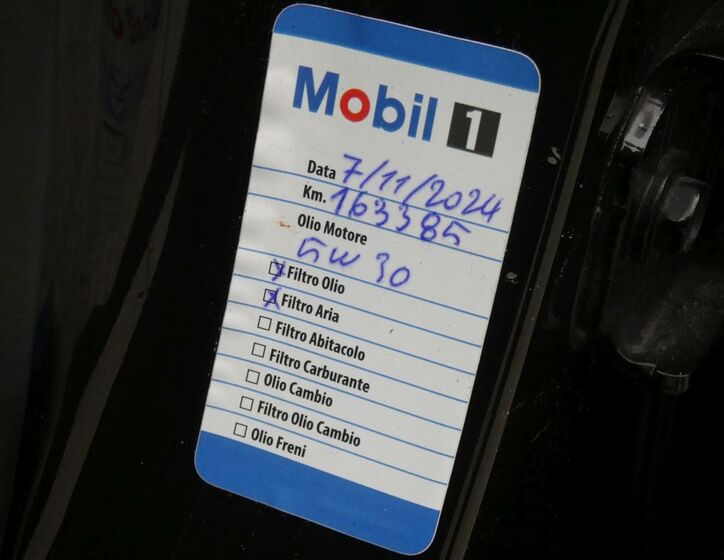 Mobil 1
Data 7/11/2024
Km. 163385
Olio Motore
5W 30
Filtro Olio
Filtro Aria
Filtro Abitacolo
Filtro Carburante
Olio Cambio
Filtro Olio Cambio
Olio Freni